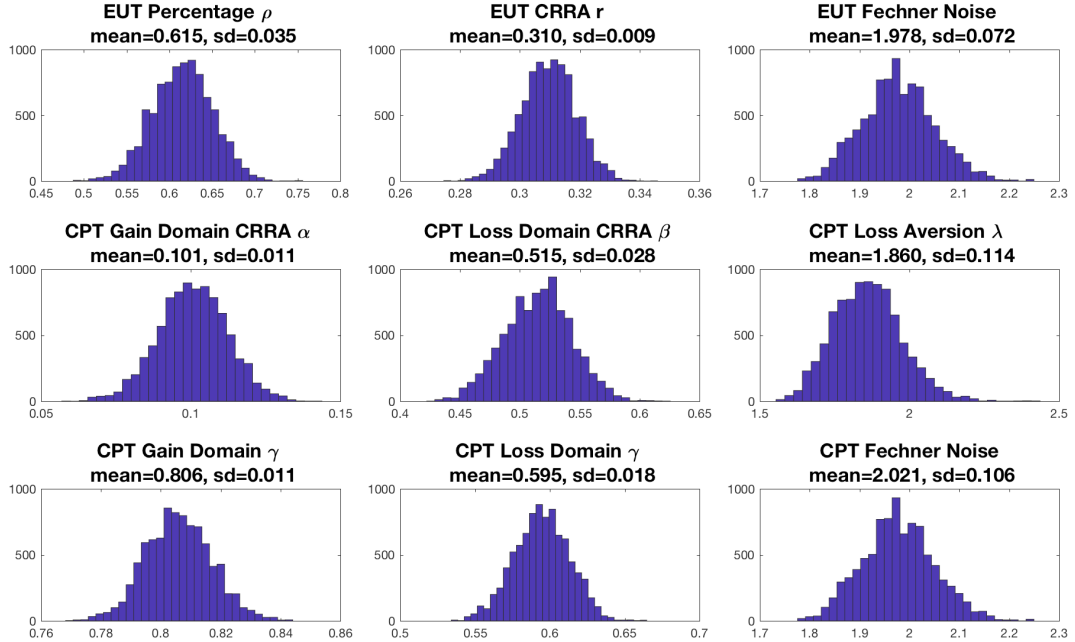 EUT Percentage ρ
mean=0.615, sd=0.035
EUT CRRA r
mean=0.310, sd=0.009
EUT Fechner Noise
mean=1.978, sd=0.072
1000
500
0
0.45 0.5 0.55 0.6 0.65 0.7 0.75 0.8
1000
500
0
0.26 0.28 0.3 0.32 0.34 0.36
1000
500
0
1.7 1.8 1.9 2 2.1 2.2 2.3
CPT Gain Domain CRRA α
mean=0.101, sd=0.011
CPT Loss Domain CRRA β
mean=0.515, sd=0.028
CPT Loss Aversion λ
mean=1.860, sd=0.114
1000
500
0
0.05 0.1 0.15
1000
500
0
0.4 0.45 0.5 0.55 0.6 0.65
1000
500
0
1.5 2 2.5
CPT Gain Domain γ
mean=0.806, sd=0.011
CPT Loss Domain γ
mean=0.595, sd=0.018
CPT Fechner Noise
mean=2.021, sd=0.106
1000
500
0
0.76 0.78 0.8 0.82 0.84 0.86
1000
500
0
0.5 0.55 0.6 0.65 0.7
1000
500
0
1.7 1.8 1.9 2 2.1 2.2 2.3